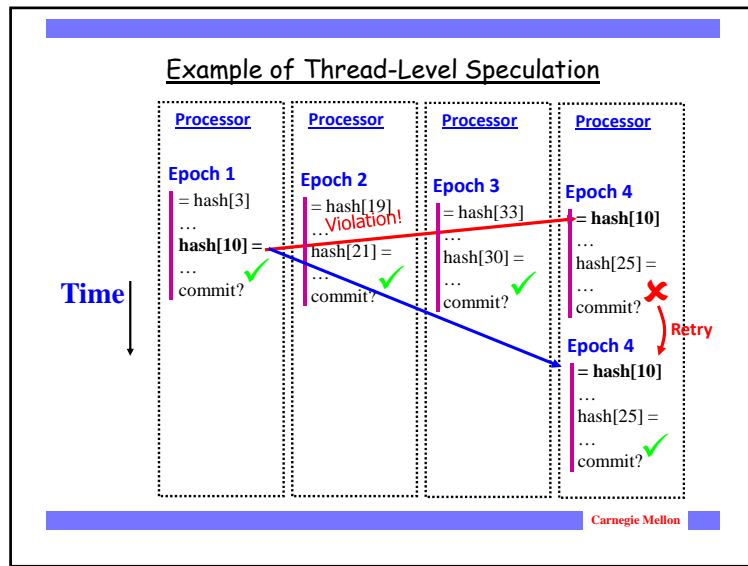 Example of Thread-Level Speculation
Processor
Epoch 1
= hash[3]
…
hash[10] =
…
commit?
Processor
Epoch 2
= hash[19]
…
hash[21] =
…
commit?
Processor
Epoch 3
= hash[33]
…
hash[30] =
…
commit?
Processor
Epoch 4
= hash[10]
…
hash[25] =
…
commit?
Retry
Epoch 4
= hash[10]
…
hash[25] =
…
commit?
Violation!
Time
Carnegie Mellon